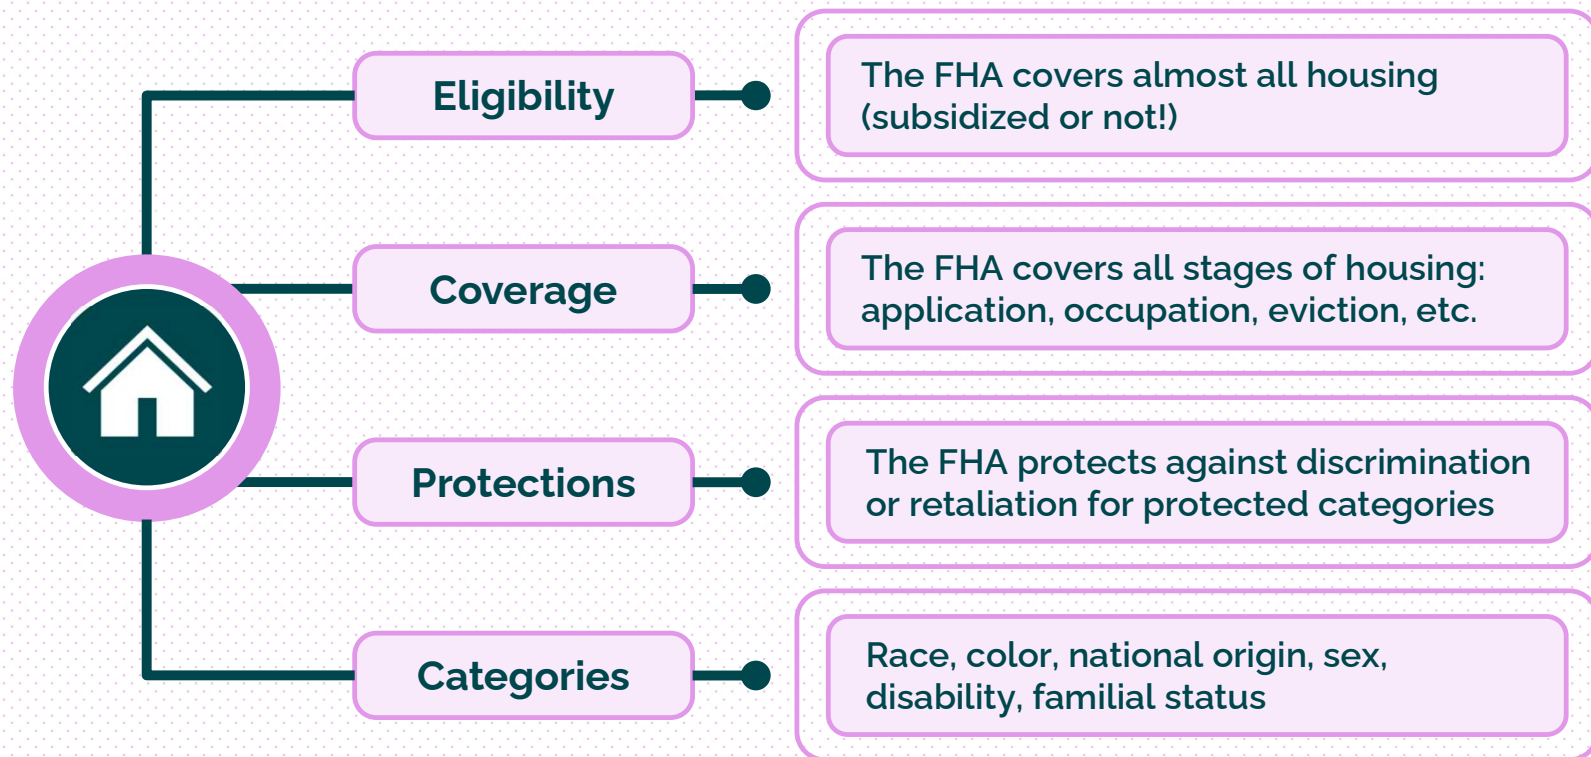 Eligibility
The FHA covers almost all housing
(subsidized or not!)
Coverage
The FHA covers all stages of housing:
application, occupation, eviction, etc.
Protections
The FHA protects against discrimination
or retaliation for protected categories
Categories
Race, color, national origin, sex,
disability, familial status